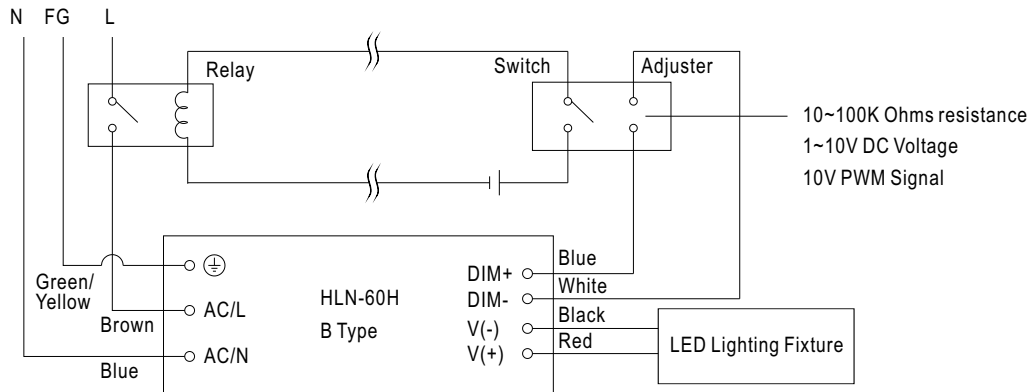 N FG L
Relay
Switch
Adjuster
10~100K Ohms resistance
1~10V DC Voltage
10V PWM Signal
Green/
Yellow
Brown
Blue
AC/L
AC/N
HLN-60H
B Type
DIM+
DIM-
V(-)
V(+)
Blue
White
Black
Red
LED Lighting Fixture